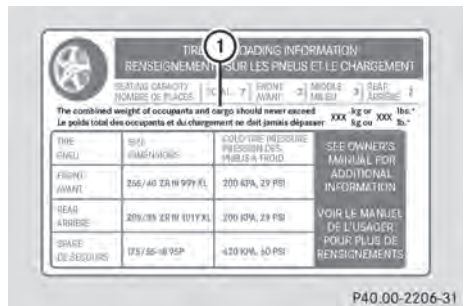 1
TIRE LOADING INFORMATION
RENSEIGNEMENTS SUR LES PNEUS ET LE CHARGEMENT
SEATING CAPACITY TOTAL 7 FRONT 2 MIDDLE 3 REAR 2
NOMBRE DE PLACES AVANT MILIEU ARRIÈRE
The combined weight of occupants and cargo should never exceed XXX kg or XXX lbs."
Le poids total des occupants et du chargement ne doit jamais dépasser kg ou lb."
TIRE SIZE COLD TIRE PRESSURE
PNEU DIMENSIONS PRESSION DES
PNEUS A FROID
SEE OWNER'S
MANUAL FOR
ADDITIONAL
INFORMATION
FRONT
AVANT 200 KPA, 29 PSI
REAR
ARRIÈRE 200 KPA, 29 PSI
VOIR LE MANUEL
DE L'USAGER
POUR PLUS DE
RENSEIGNEMENTS
SPARE
DE SECOURS 420 KPA, 60 PSI
P40.00-2206-31